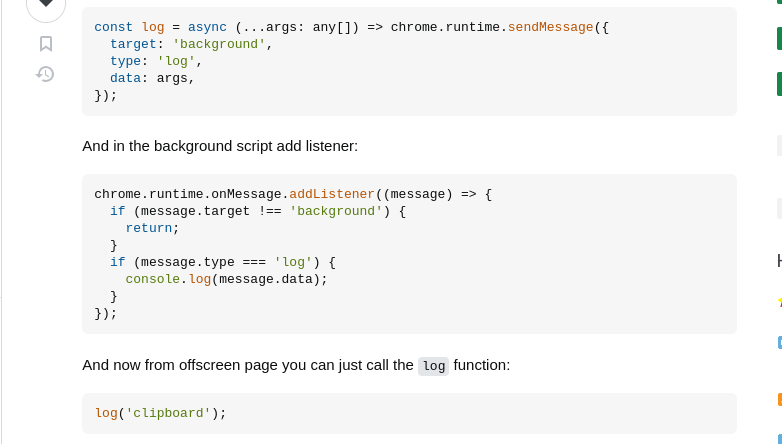 const log = async (...args: any[]) => chrome.runtime.sendMessage({
  target: 'background',
  type: 'log',
  data: args,
});
And in the background script add listener:
chrome.runtime.onMessage.addListener((message) => {
  if (message.target !== 'background') {
    return;
  }
  if (message.type === 'log') {
    console.log(message.data);
  }
});
And now from offscreen page you can just call the log function:
log('clipboard');